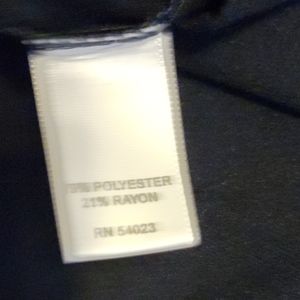 POLYESTER
21% RAYON
RN 54023